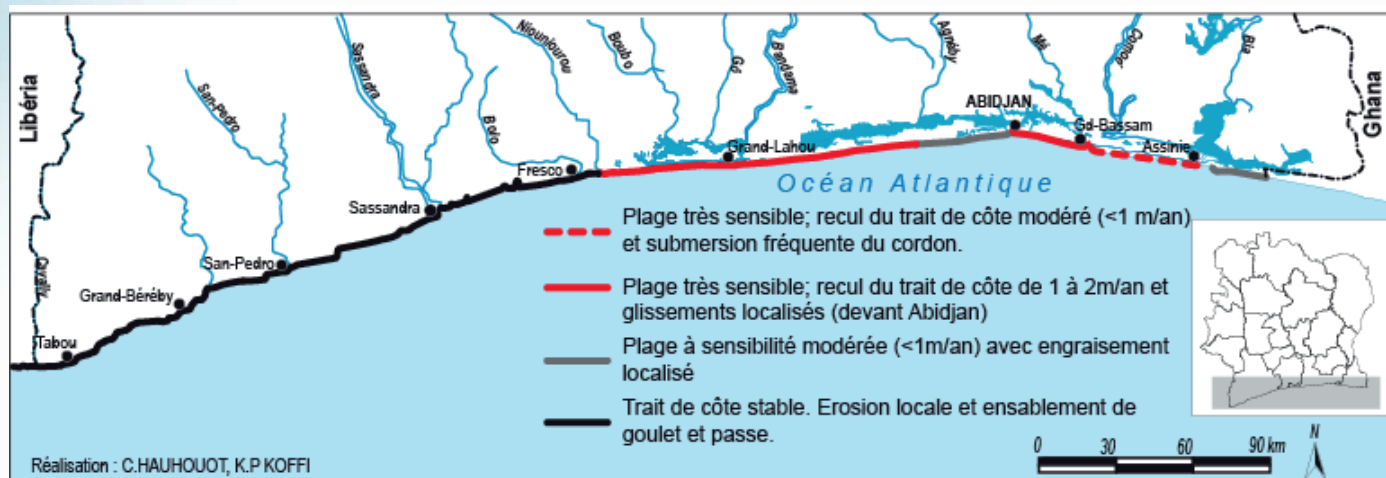 Libéria
Cavally
San-Pedro
Sassandra
Niouniourou
Bolo
Boubo
Gô
Bandama
Agnéby
Mé
Comoé
Bia
Ghana
ABIDJAN
Gd-Bassam
Assinie
Grand-Lahou
Fresco
Sassandra
San-Pedro
Grand-Béréby
Tabou
Océan Atlantique
Plage très sensible; recul du trait de côte modéré (<1 m/an)
et submersion fréquente du cordon.
Plage très sensible; recul du trait de côte de 1 à 2m/an et
glissements localisés (devant Abidjan)
Plage à sensibilité modérée (<1m/an) avec engraisement
localisé
Trait de côte stable. Erosion locale et ensablement de
goulet et passe.
0 30 60 90 km
N
Réalisation : C.HAUHOUOT, K.P KOFFI